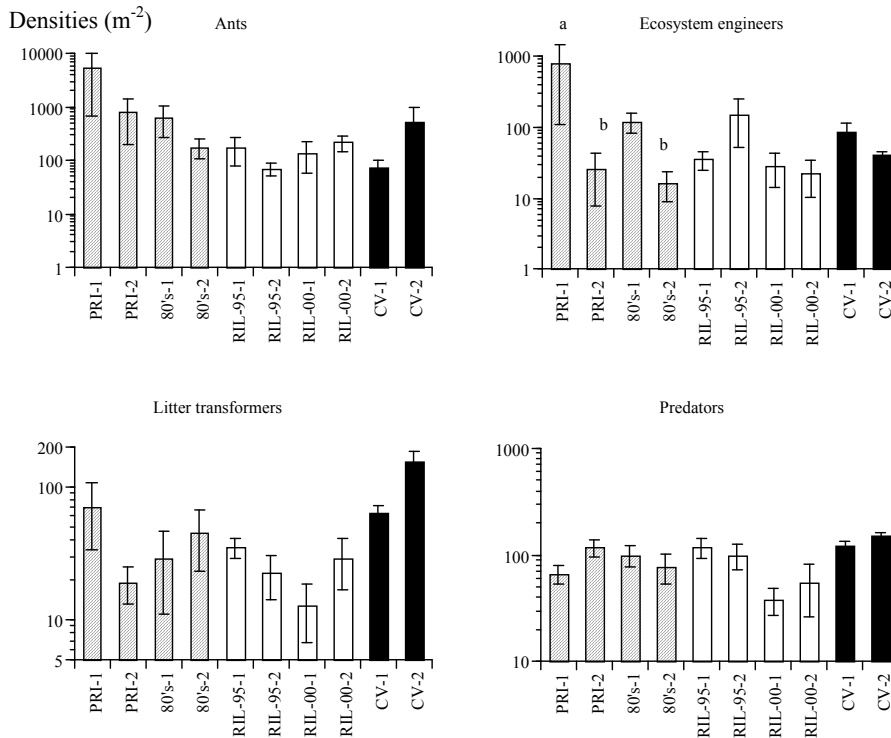 Densities (m-2)
Ants
10000
1000
100
10
1
PRI-1
PRI-2
80's-1
80's-2
RIL-95-1
RIL-95-2
RIL-00-1
RIL-00-2
CV-1
CV-2
Ecosystem engineers
a
b
b
1000
100
10
1
PRI-1
PRI-2
80's-1
80's-2
RIL-95-1
RIL-95-2
RIL-00-1
RIL-00-2
CV-1
CV-2
Litter transformers
200
100
10
5
PRI-1
PRI-2
80's-1
80's-2
RIL-95-1
RIL-95-2
RIL-00-1
RIL-00-2
CV-1
CV-2
Predators
1000
100
10
PRI-1
PRI-2
80's-1
80's-2
RIL-95-1
RIL-95-2
RIL-00-1
RIL-00-2
CV-1
CV-2